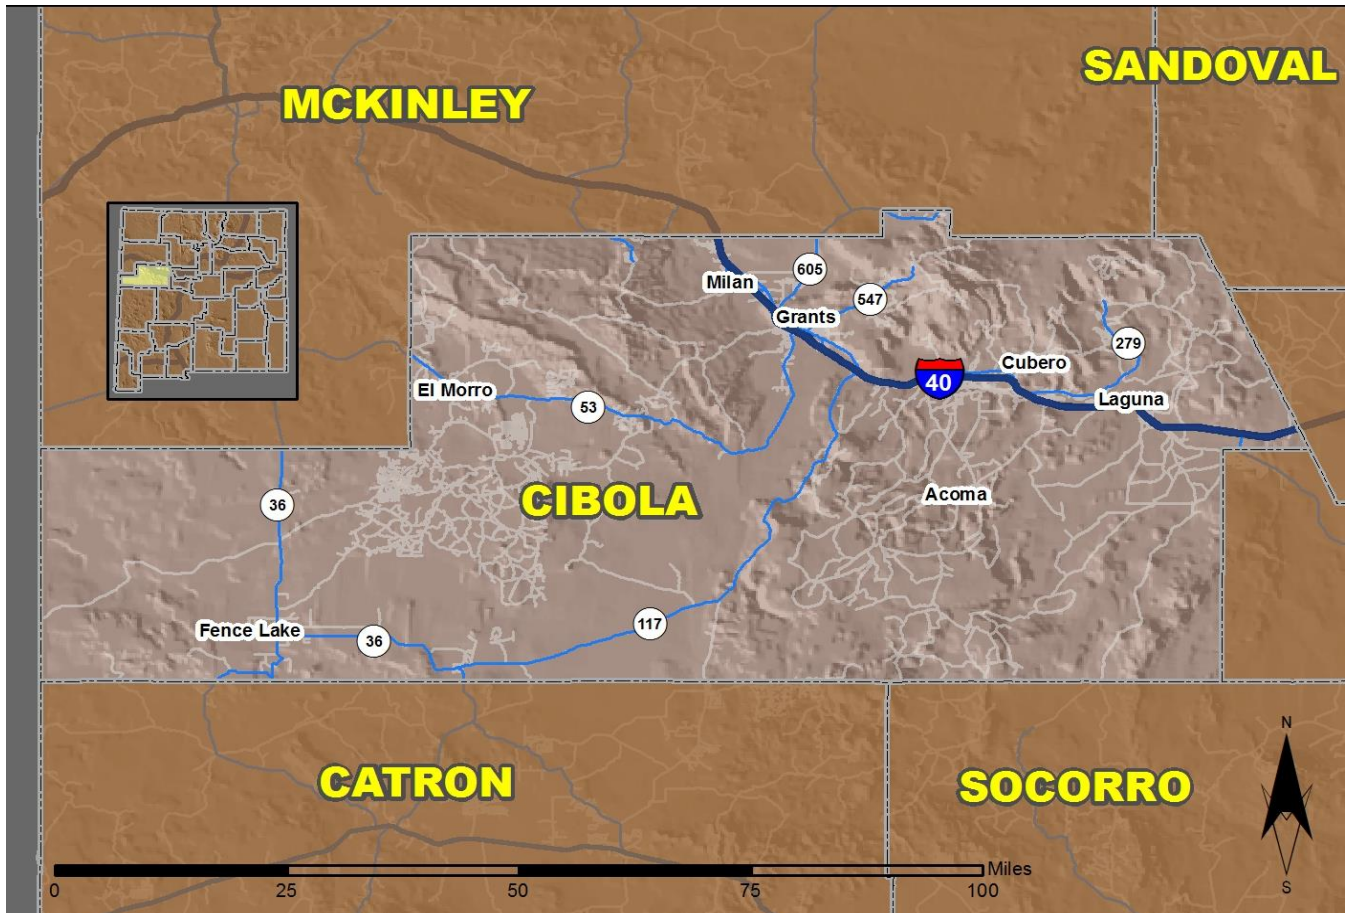 SANDOVAL
MCKINLEY
605
Milan
547
Grants
279
Cubero
40
El Morro
Laguna
53
CIBOLA
Acoma
36
117
Fence Lake
36
N
CATRON
SOCORRO
Miles
0 25 50 75 100
S